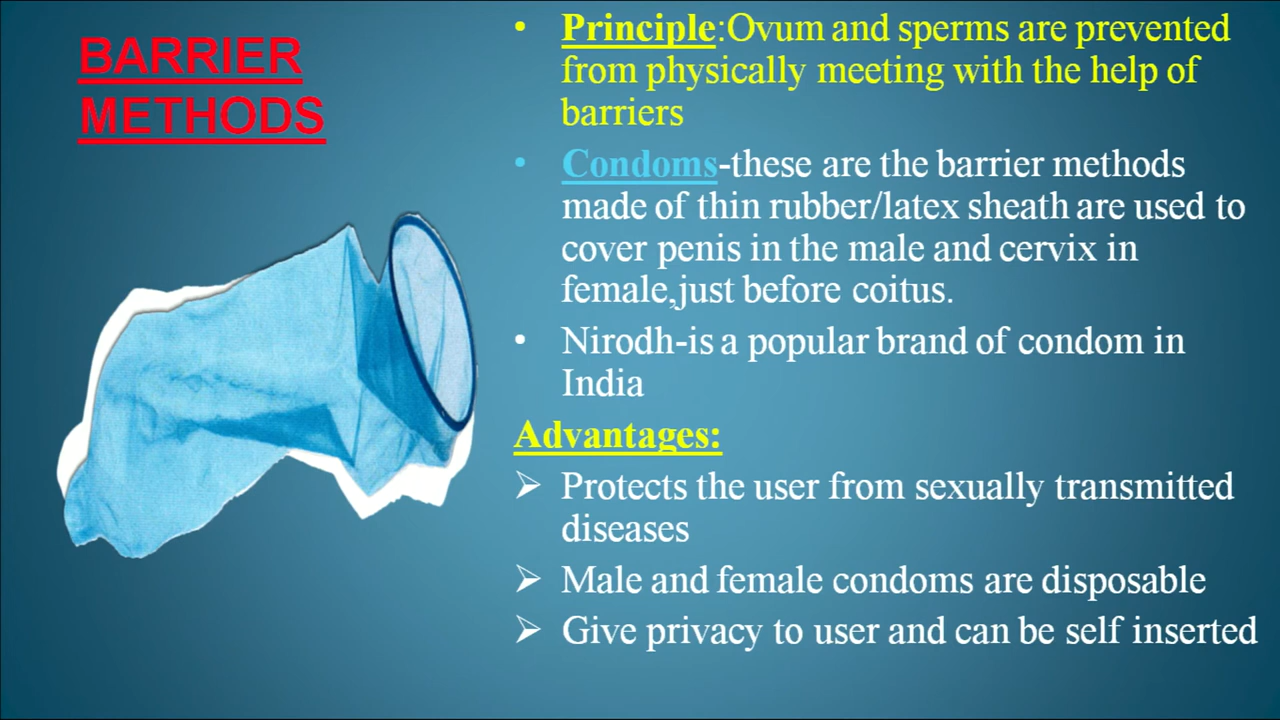 BARRIER
METHODS
• Principle:Ovum and sperms are prevented
from physically meeting with the help of
barriers
• Condoms-these are the barrier methods
made of thin rubber/latex sheath are used to
cover penis in the male and cervix in
female,just before coitus.
• Nirodh-is a popular brand of condom in
India
Advantages:
➢ Protects the user from sexually transmitted
diseases
➢ Male and female condoms are disposable
➢ Give privacy to user and can be self inserted